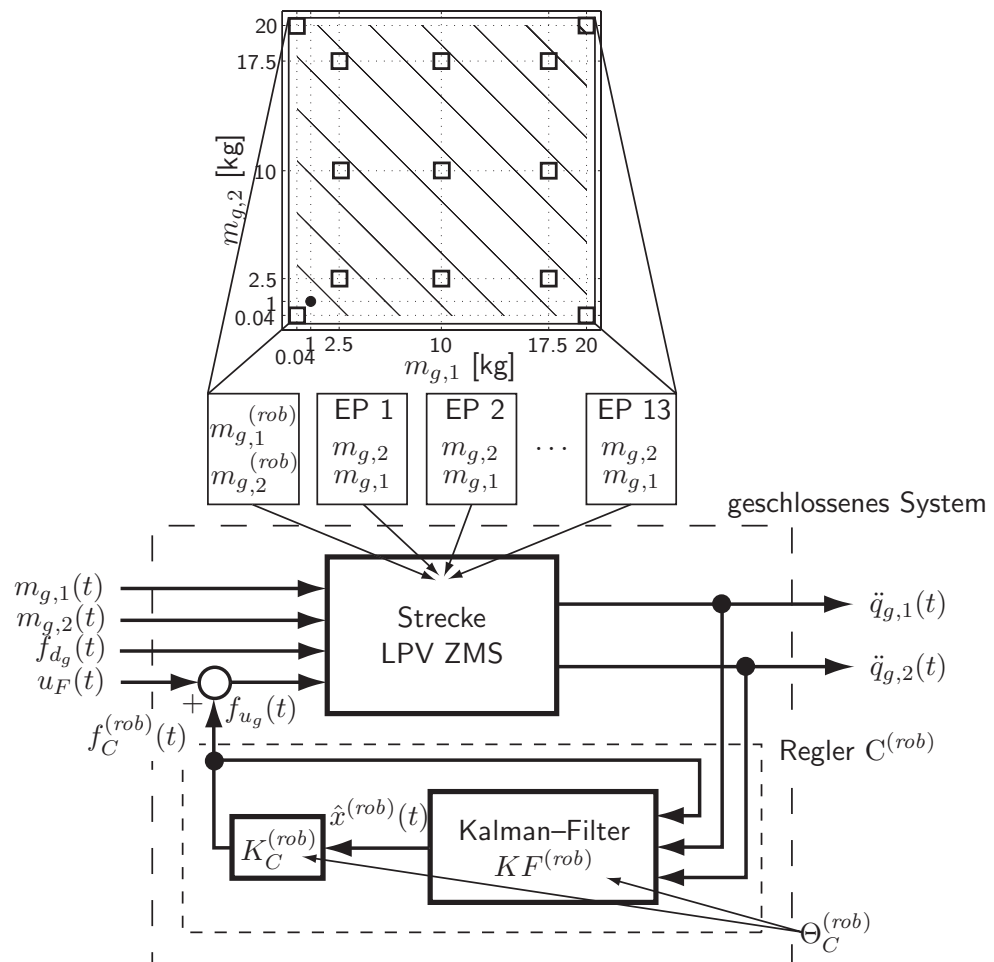 20
17.5
10
2.5
1
0.04
m_{g,2} [kg]
0.04 1 2.5 10 17.5 20
m_{g,1} [kg]
m_{g,1}^{(rob)}
m_{g,2}^{(rob)}
EP 1
m_{g,2}
m_{g,1}
EP 2
m_{g,2}
m_{g,1}
...
EP 13
m_{g,2}
m_{g,1}
geschlossenes System
m_{g,1}(t)
m_{g,2}(t)
f_{d_g}(t)
u_F(t)
+
f_{u_g}(t)
Strecke
LPV ZMS
q̈_{g,1}(t)
q̈_{g,2}(t)
f_C^{(rob)}(t)
Regler C^{(rob)}
K_C^{(rob)}
x̂^{(rob)}(t)
Kalman–Filter
KF^{(rob)}
Θ_C^{(rob)}